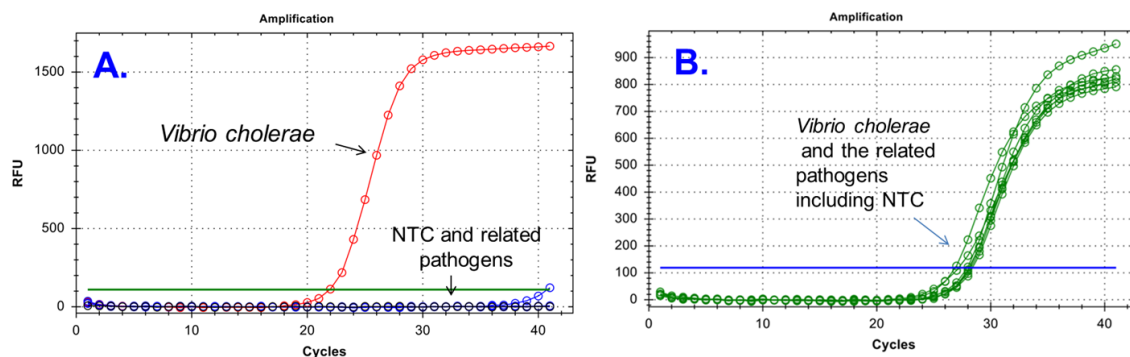 Amplification
A.
1500
1000
500
0
RFU
Vibrio cholerae
NTC and related
pathogens
0
10
20
30
40
Cycles
Amplification
B.
900
800
700
600
500
400
300
200
100
0
RFU
Vibrio cholerae
and the related
pathogens
including NTC
0
10
20
30
40
Cycles